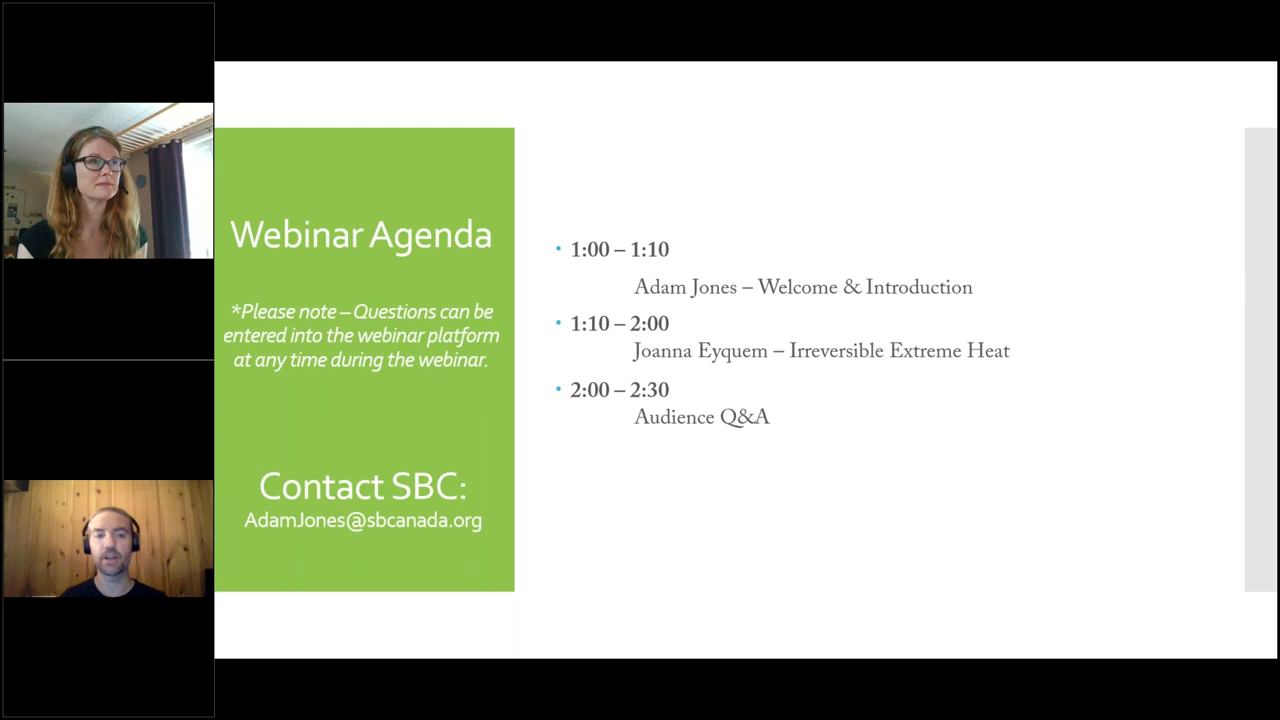 Webinar Agenda
*Please note – Questions can be
entered into the webinar platform
at any time during the webinar.
Contact SBC:
AdamJones@sbcanada.org
• 1:00 – 1:10
Adam Jones – Welcome & Introduction
• 1:10 – 2:00
Joanna Eyquem – Irreversible Extreme Heat
• 2:00 – 2:30
Audience Q&A